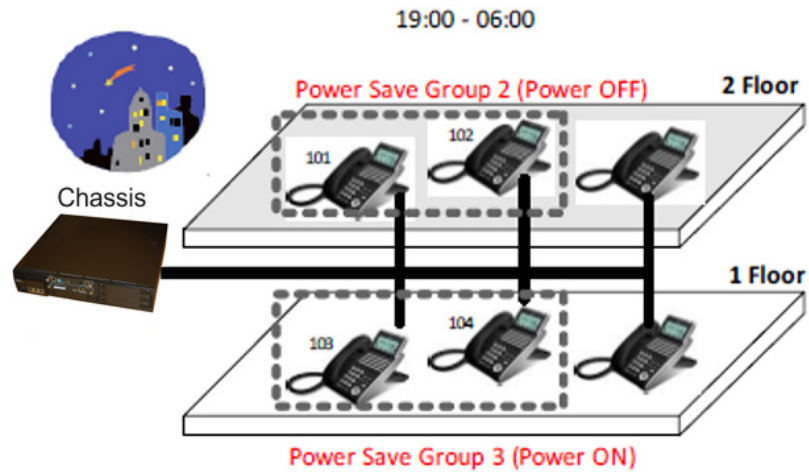 19:00 - 06:00
Power Save Group 2 (Power OFF)
2 Floor
101
102
Chassis
1 Floor
103
104
Power Save Group 3 (Power ON)